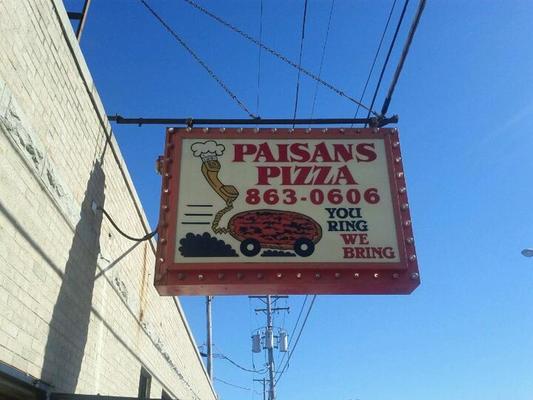 PAISANS
PIZZA
863-0606
YOU
RING
WE
BRING